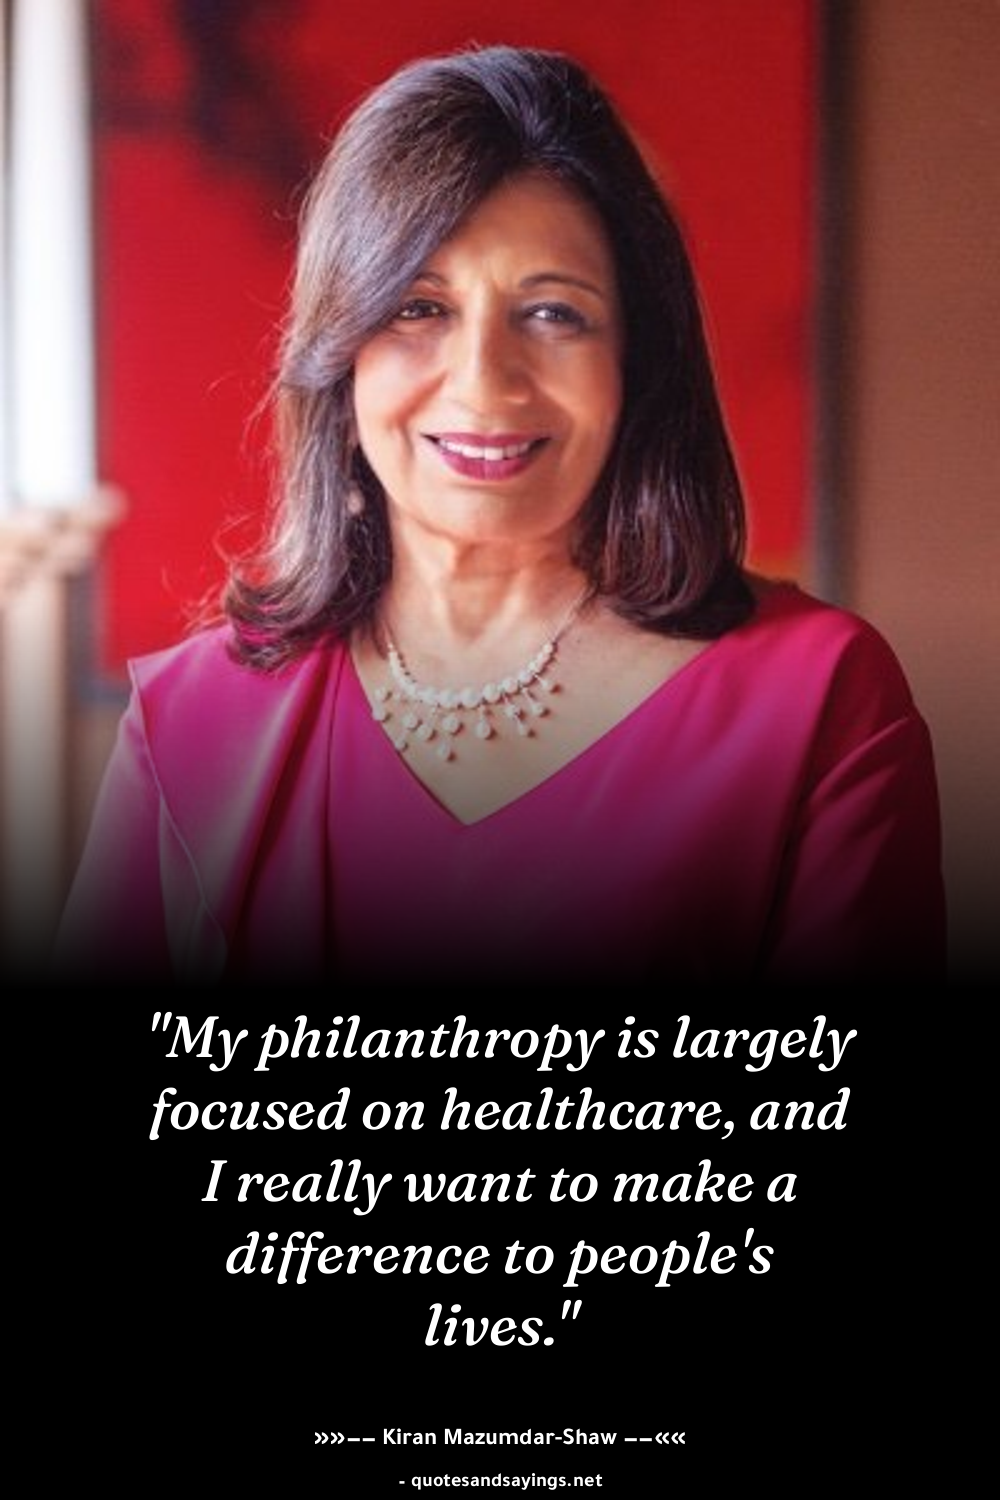 "My philanthropy is largely
focused on healthcare, and
I really want to make a
difference to people's
lives."
»»−− Kiran Mazumdar-Shaw −−««
- quotesandsayings.net